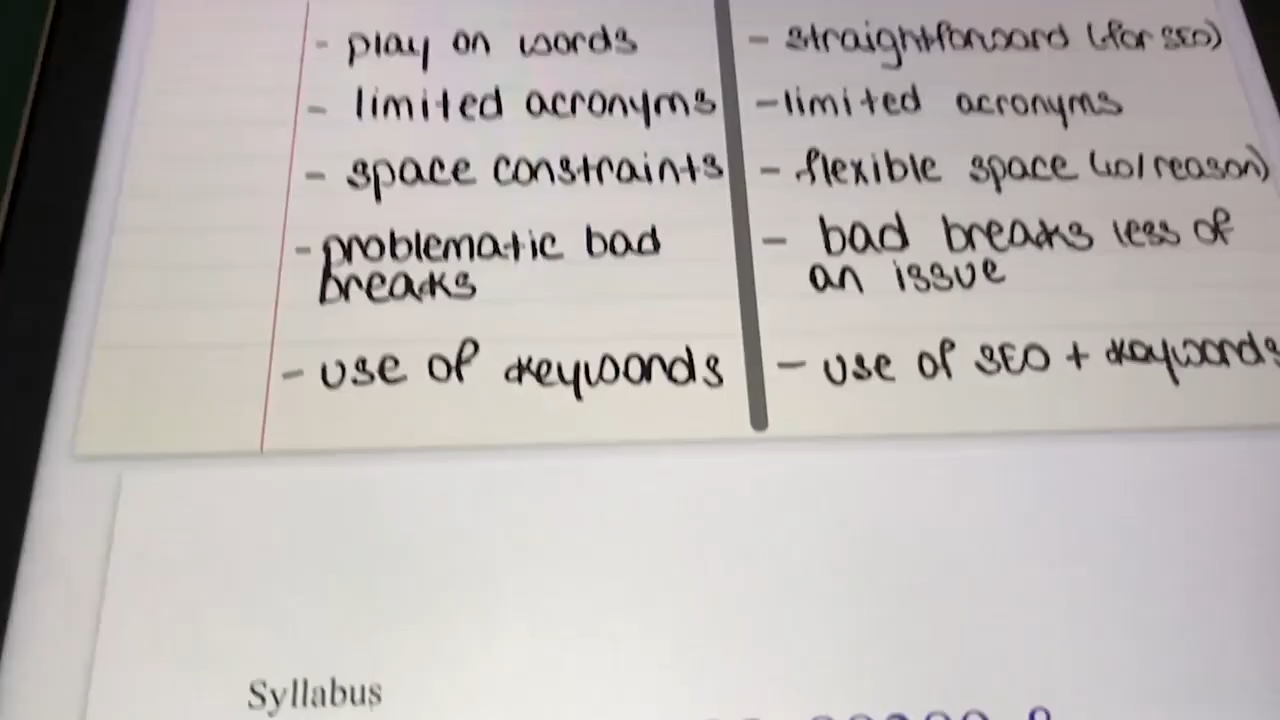 - play on words
- limited acronyms
- space constraints
- problematic bad
breaks
- use of keywords
- straightforward (for SEO)
- limited acronyms
- flexible space (w/reason)
- bad breaks less of
an issue
- use of SEO + keywords
Syllabus